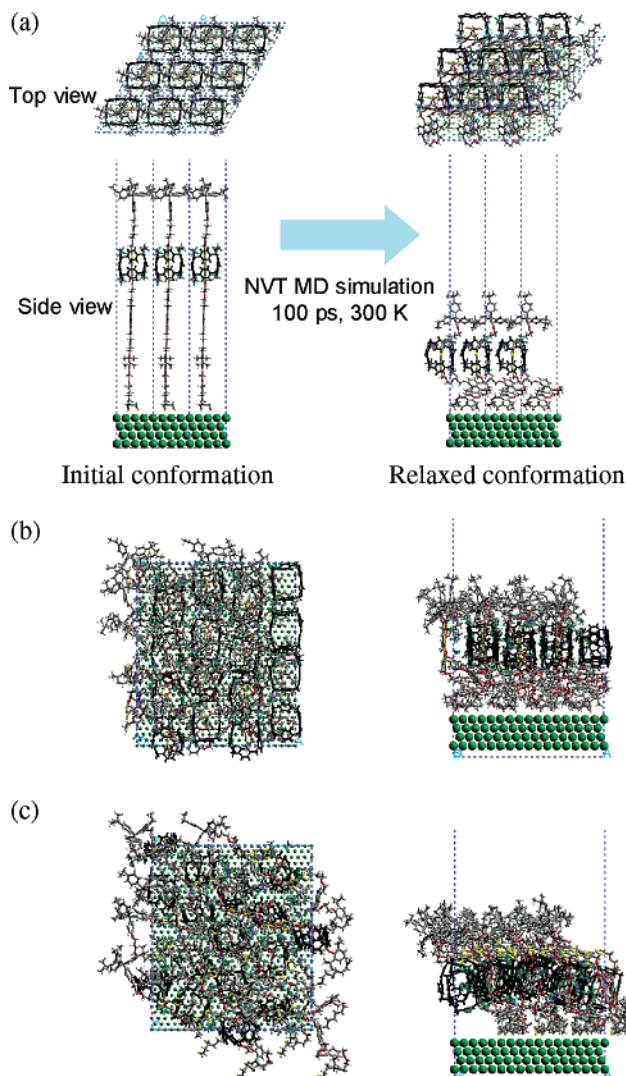 (a)
Top view
Side view
NVT MD simulation
100 ps, 300 K
Initial conformation
Relaxed conformation
(b)
B
A
(c)